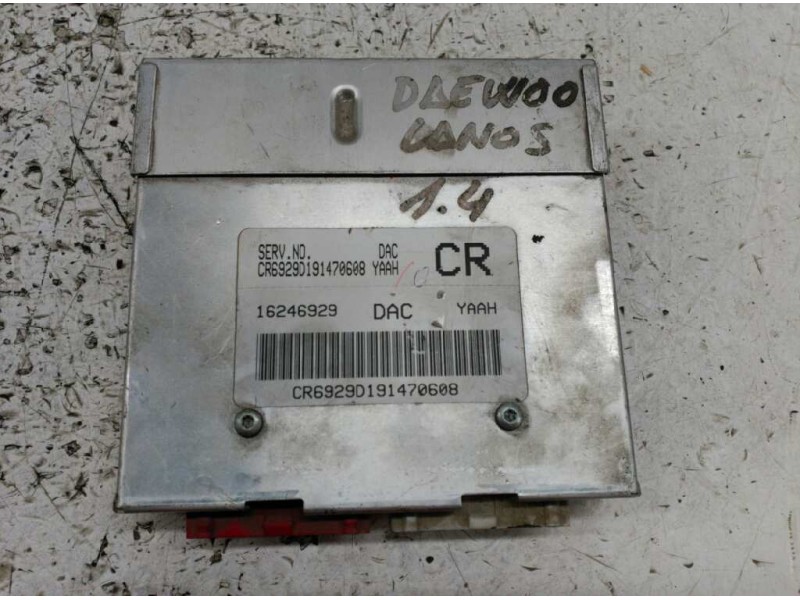 DAEWOO
LANOS
1.4
SERV.NO. DAC
CR6929D191470608 YAAH CR
16246929 DAC YAAH
CR6929D191470608